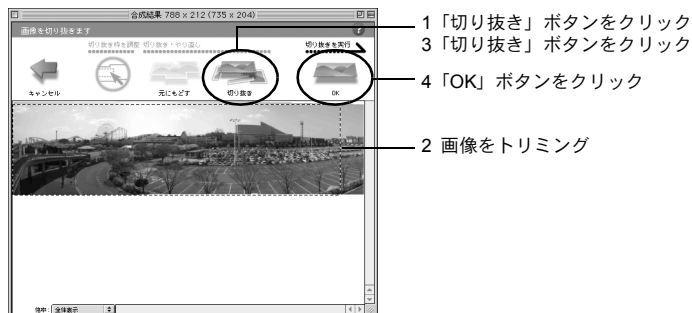 合成結果 788 × 212 (735 × 204)
画像を切り抜きます
切り抜き枠を調整 切り抜き・やり直し 切り抜きを実行
キャンセル 元にもどす 切り抜き OK
1「切り抜き」ボタンをクリック
3「切り抜き」ボタンをクリック
4「OK」ボタンをクリック
2 画像をトリミング
全体表示